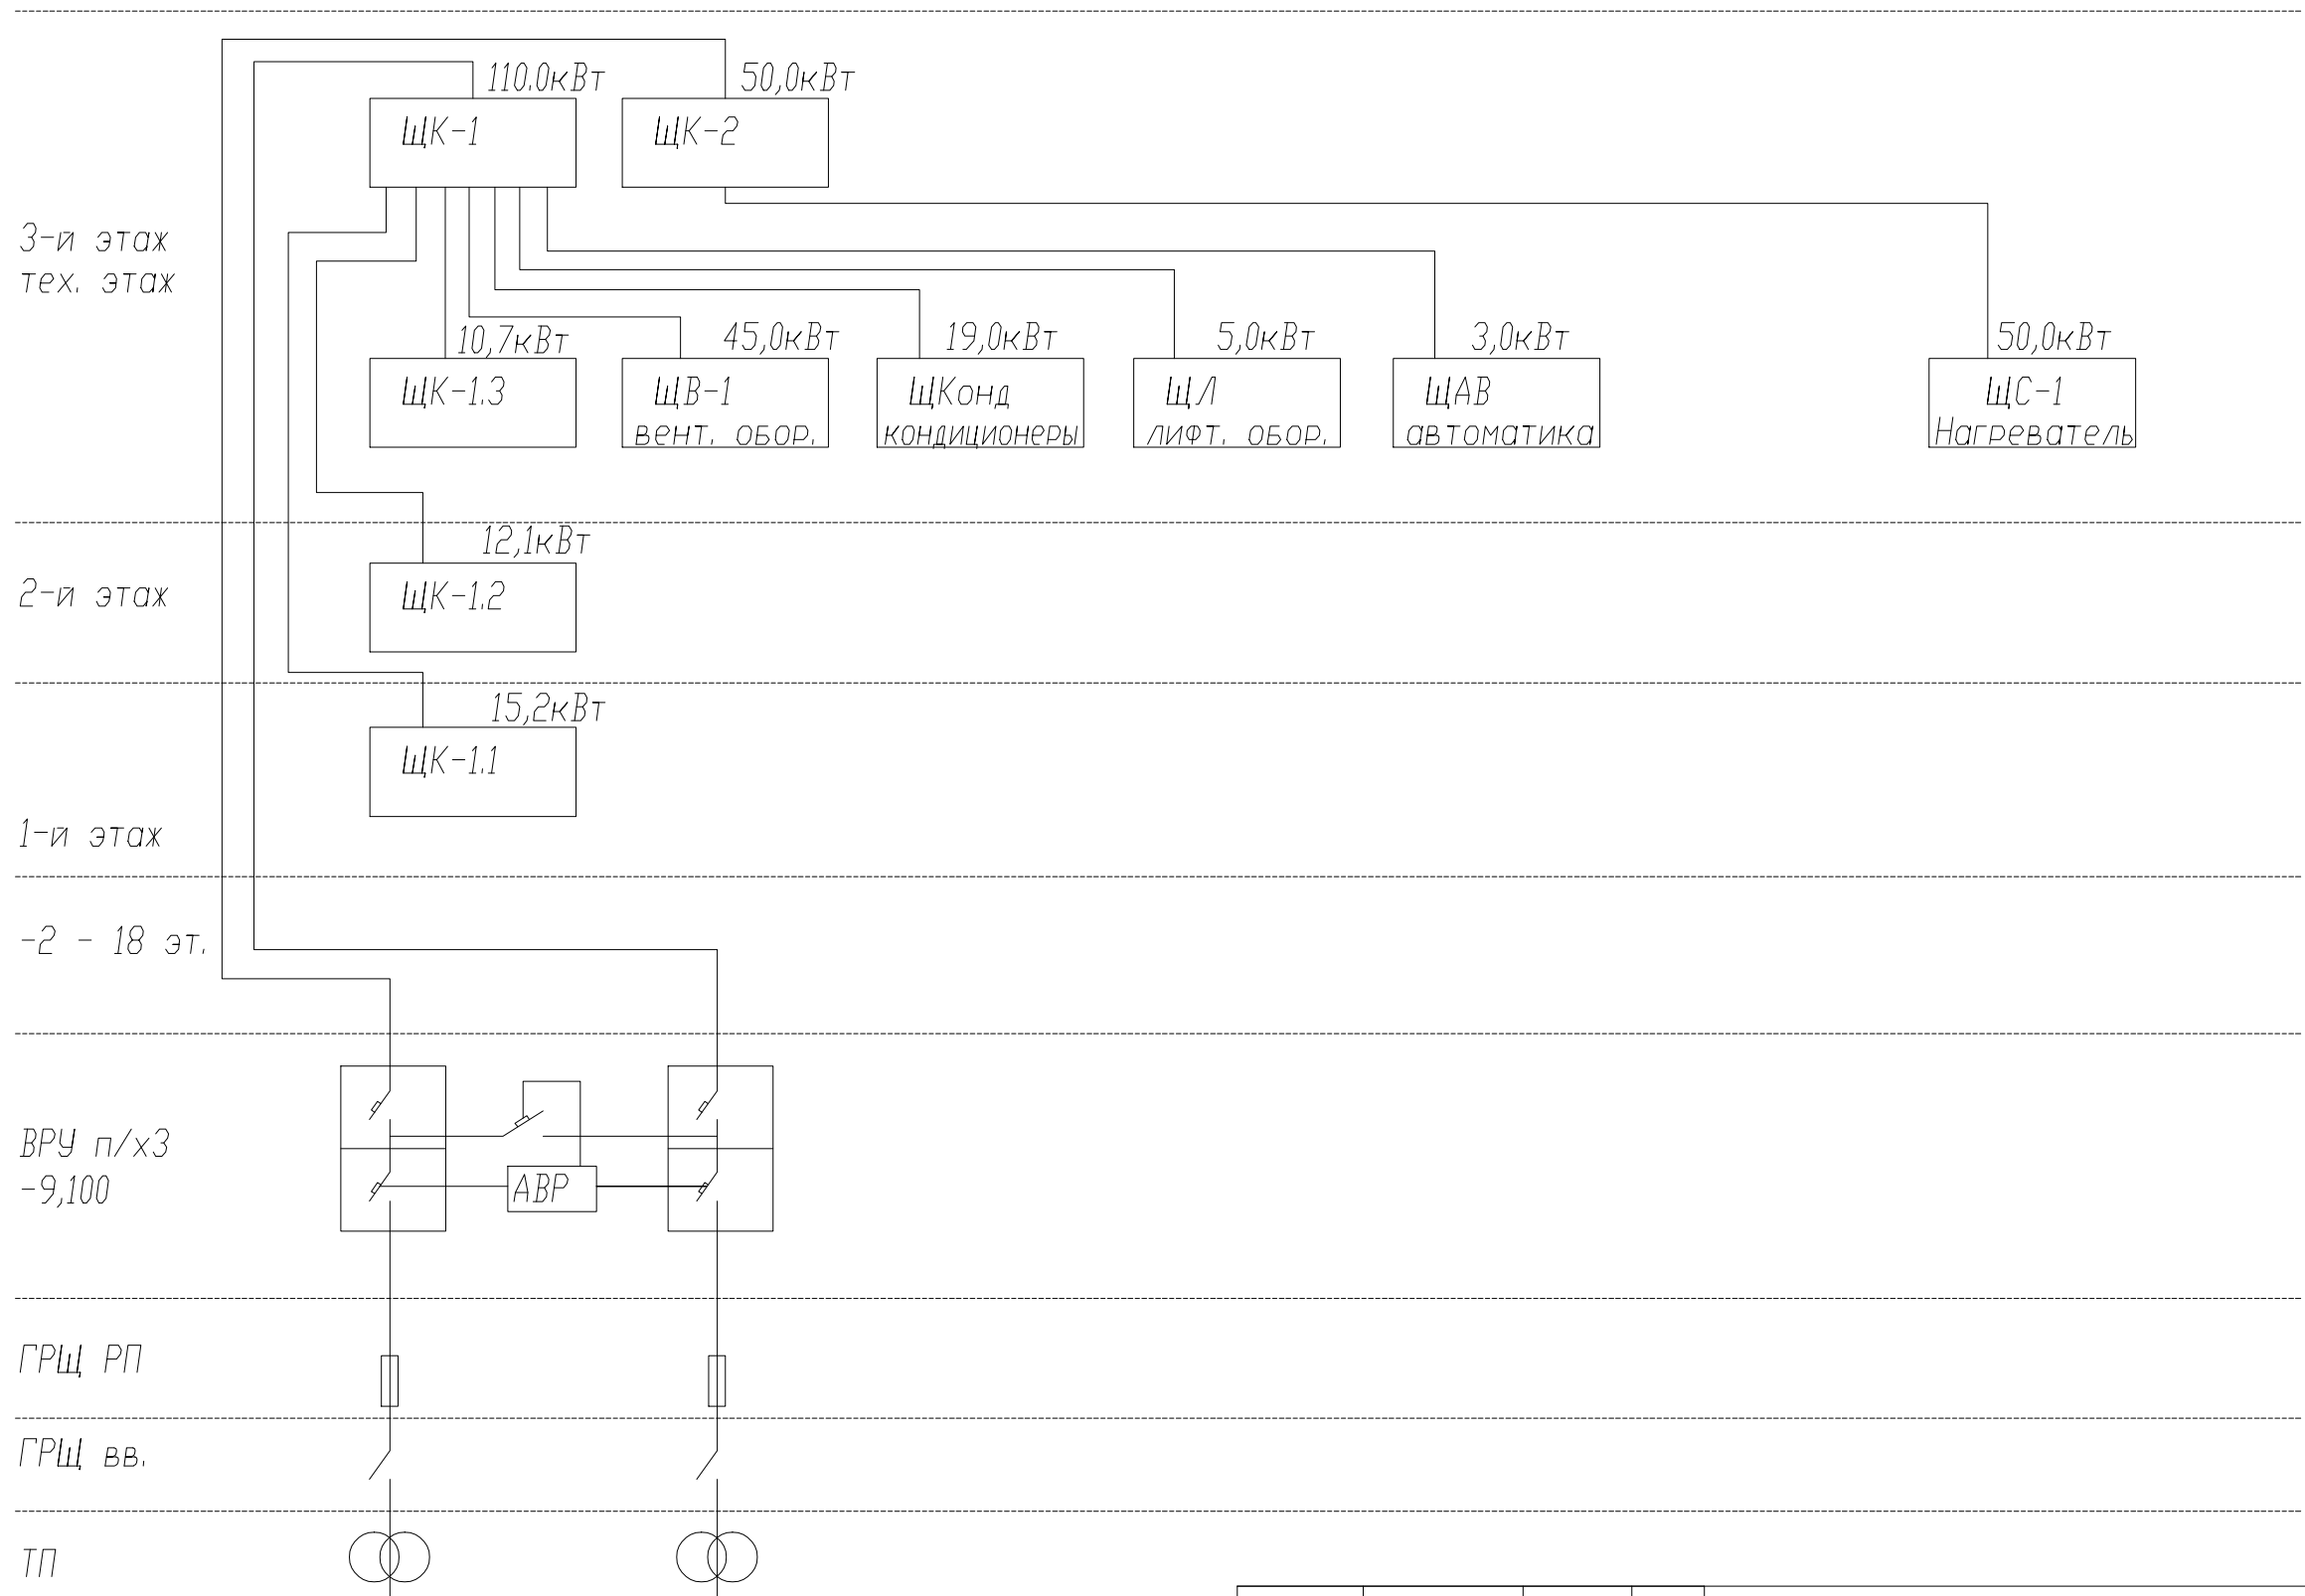 110.0кВт
50,0кВт
ЩК-1
ЩК-2
3-и этаж
тех. этаж
10,7кВт
45,0кВт
19,0кВт
5,0кВт
3,0кВт
50,0кВт
ЩК-1.3
ЩВ-1
вент. обор.
ЩКонд
кондиционеры
ЩЛ
лифт. обор.
ЩАВ
автоматика
ЩС-1
Нагреватель
12,1кВт
2-и этаж
ЩК-1.2
15,2кВт
ЩК-1.1
1-и этаж
-2 - 18 эт.
ВРУ п/х3
-9,100
АВР
ГРЩ РП
ГРЩ вв.
ТП